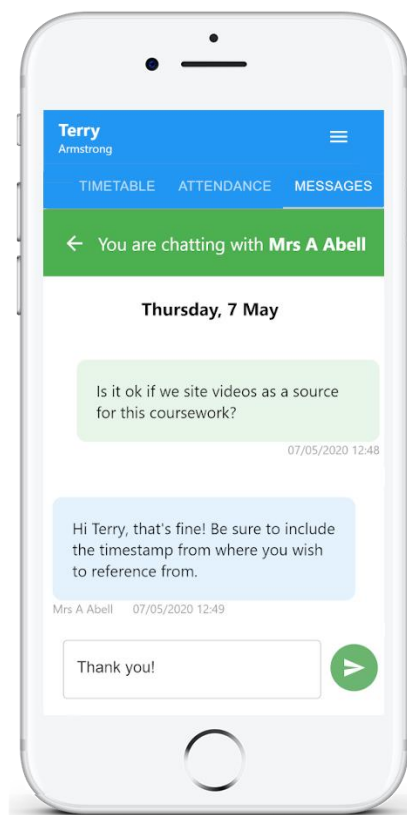 Terry
Armstrong
TIMETABLE ATTENDANCE MESSAGES
You are chatting with Mrs A Abell
Thursday, 7 May
Is it ok if we site videos as a source
for this coursework?
07/05/2020 12:48
Hi Terry, that's fine! Be sure to include
the timestamp from where you wish
to reference from.
Mrs A Abell 07/05/2020 12:49
Thank you!